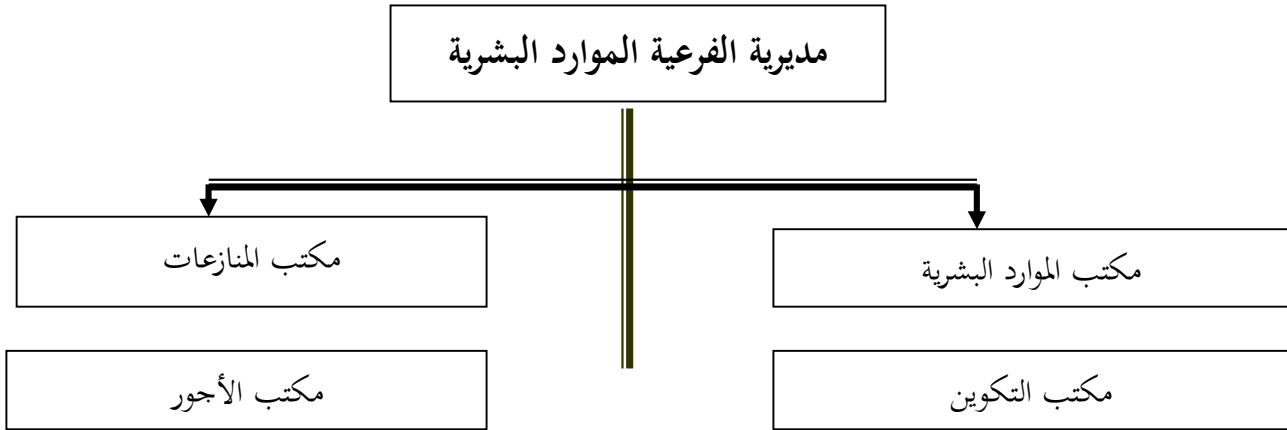 مديرية الفرعية الموارد البشرية
مكتب الموارد البشرية
مكتب المنازعات
مكتب التكوين
مكتب الأجور